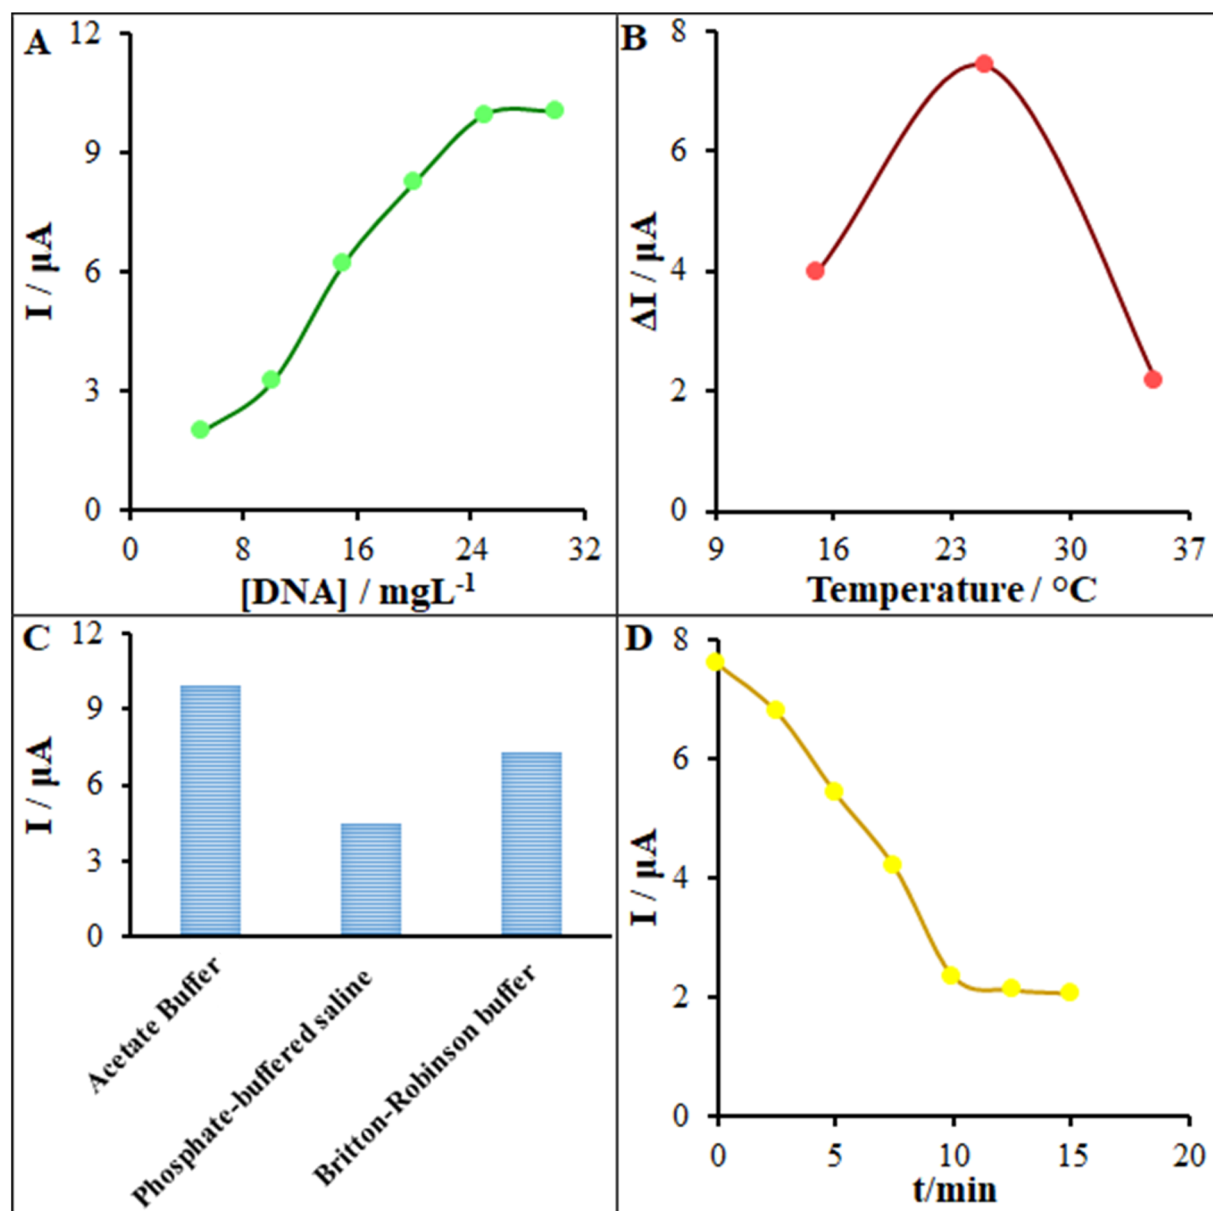 A
12
9
6
3
0
I / µA
0 8 16 24 32
[DNA] / mgL⁻¹
B
8
6
4
2
0
ΔI / µA
9 16 23 30 37
Temperature / °C
C
12
9
6
3
0
I / µA
Acetate Buffer
Phosphate-buffered saline
Britton-Robinson buffer
D
8
6
4
2
0
I / µA
0 5 10 15 20
t/min